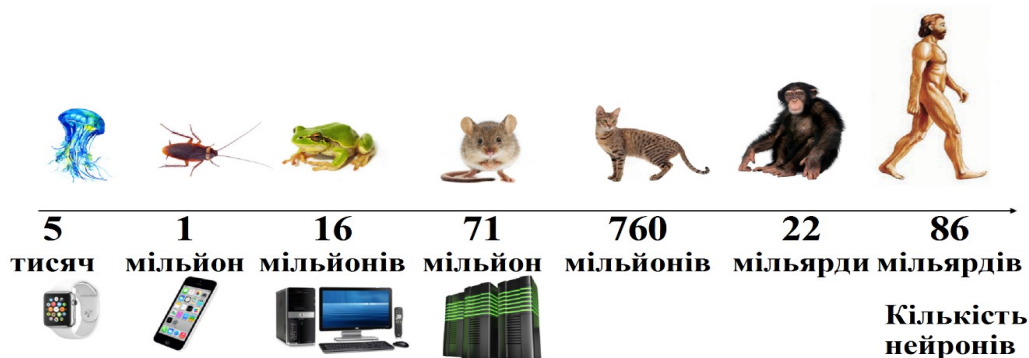 5 1 16 71 760 22 86
тисяч мільйон мільйонів мільйон мільйонів мільярди мільярдів
Кількість
нейронів